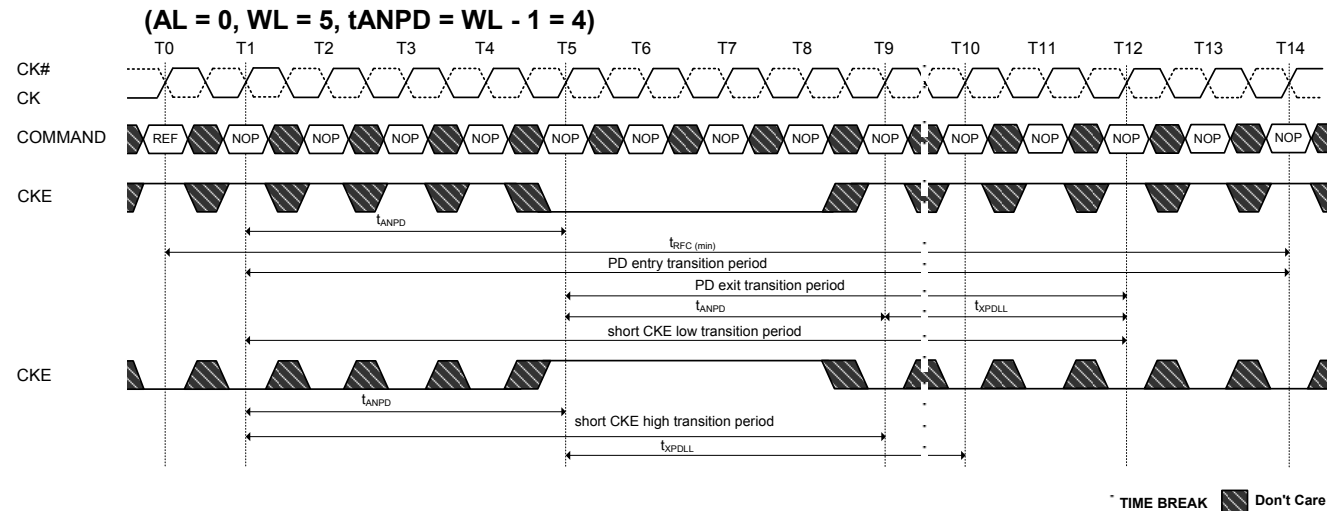 (AL = 0, WL = 5, tANPD = WL - 1 = 4)
T0 T1 T2 T3 T4 T5 T6 T7 T8 T9 T10 T11 T12 T13 T14
CK#
CK
COMMAND REF NOP NOP NOP NOP NOP NOP NOP NOP NOP NOP NOP NOP NOP NOP
CKE
tANPD
tRFC (min)
PD entry transition period
PD exit transition period
tANPD tXPDLL
short CKE low transition period
CKE
tANPD
short CKE high transition period
tXPDLL
TIME BREAK Don't Care